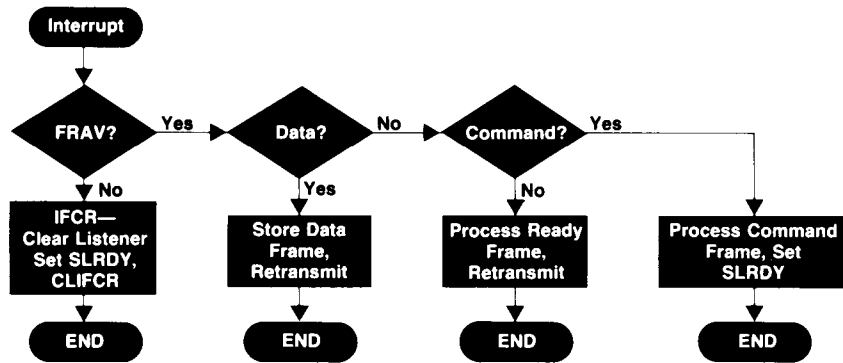 Interrupt
FRAV?
Yes
Data?
No
Command?
Yes
No
Yes
No
IFCR—
Clear Listener
Set SLRDY,
CLIFCR
Store Data
Frame,
Retransmit
Process Ready
Frame,
Retransmit
Process Command
Frame, Set
SLRDY
END
END
END
END